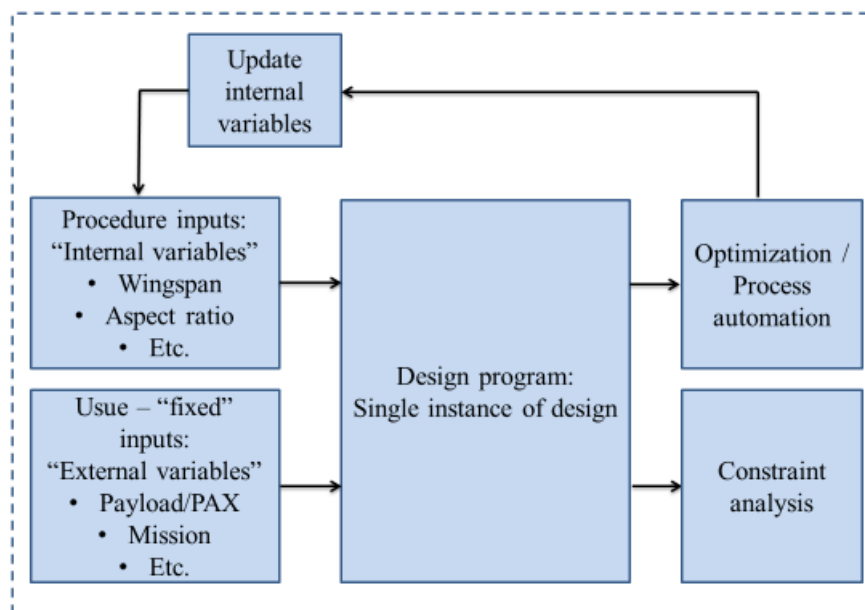 Update
internal
variables
Procedure inputs:
“Internal variables”
• Wingspan
• Aspect ratio
• Etc.
Usue – “fixed”
inputs:
“External variables”
• Payload/PAX
• Mission
• Etc.
Design program:
Single instance of design
Optimization /
Process
automation
Constraint
analysis